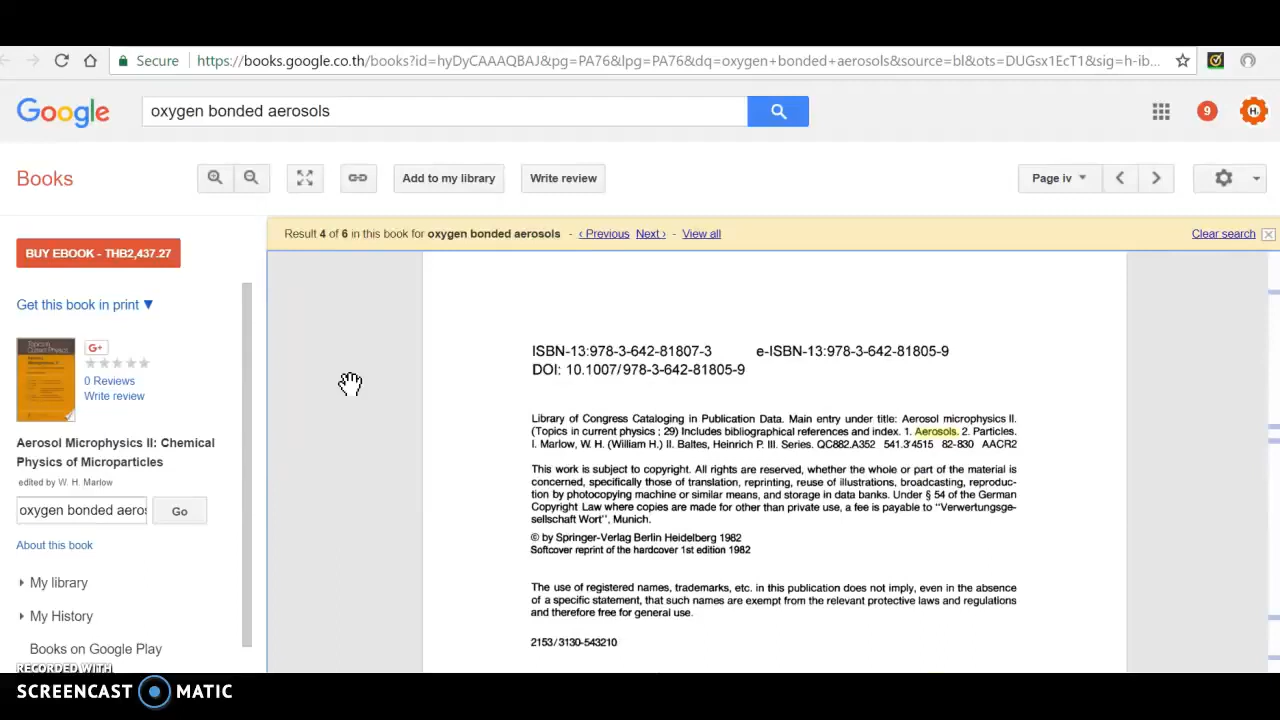 Secure https://books.google.co.th/books?id=hyDyCAAAQBAJ&pg=PA76&lpg=PA76&dq=oxygen+bonded+aerosols&source=bl&ots=DUGsx1EcT1&sig=h-ib...
Google oxygen bonded aerosols 9 H.
Books Add to my library Write review Page iv
Result 4 of 6 in this book for oxygen bonded aerosols - ‹ Previous Next › - View all Clear search
BUY EBOOK - THB2,437.27
Get this book in print ▼
G+
0 Reviews
Write review
Aerosol Microphysics II: Chemical
Physics of Microparticles
edited by W. H. Marlow
oxygen bonded aeros Go
About this book
My library
My History
Books on Google Play
ISBN-13:978-3-642-81807-3 e-ISBN-13:978-3-642-81805-9
DOI: 10.1007/978-3-642-81805-9
Library of Congress Cataloging in Publication Data. Main entry under title: Aerosol microphysics II.
(Topics in current physics ; 29) Includes bibliographical references and index. 1. Aerosols. 2. Particles.
I. Marlow, W. H. (William H.) II. Baltes, Heinrich P. III. Series. QC882.A352 541.3'4515 82-830 AACR2
This work is subject to copyright. All rights are reserved, whether the whole or part of the material is
concerned, specifically those of translation, reprinting, reuse of illustrations, broadcasting, reproduc-
tion by photocopying machine or similar means, and storage in data banks. Under § 54 of the German
Copyright Law where copies are made for other than private use, a fee is payable to "Verwertungsge-
sellschaft Wort", Munich.
© by Springer-Verlag Berlin Heidelberg 1982
Softcover reprint of the hardcover 1st edition 1982
The use of registered names, trademarks, etc. in this publication does not imply, even in the absence
of a specific statement, that such names are exempt from the relevant protective laws and regulations
and therefore free for general use.
2153/3130-543210
RECORDED WITH
SCREENCAST MATIC